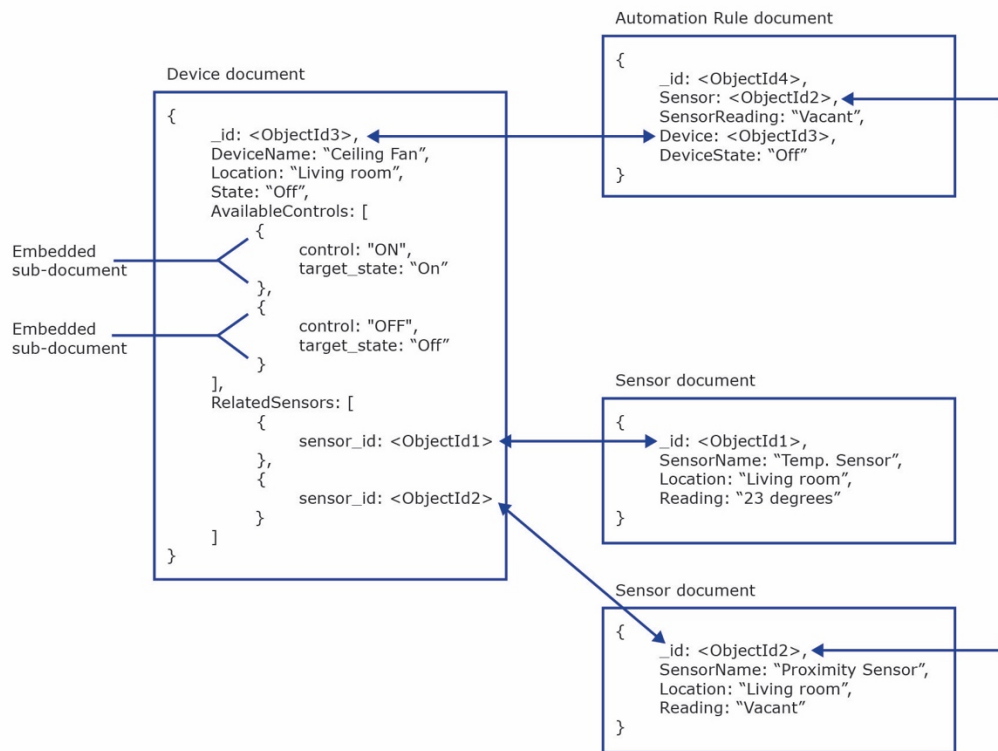 Device document
{
_id: <ObjectId3>,
DeviceName: “Ceiling Fan”,
Location: “Living room”,
State: “Off”,
AvailableControls: [
{
control: "ON",
target_state: “On”
},
{
control: "OFF",
target_state: “Off”
}
],
RelatedSensors: [
{
sensor_id: <ObjectId1>
},
{
sensor_id: <ObjectId2>
}
]
}
Embedded
sub-document
Embedded
sub-document
Automation Rule document
{
_id: <ObjectId4>,
Sensor: <ObjectId2>,
SensorReading: “Vacant”,
Device: <ObjectId3>,
DeviceState: “Off”
}
Sensor document
{
_id: <ObjectId1>,
SensorName: “Temp. Sensor”,
Location: “Living room”,
Reading: “23 degrees”
}
Sensor document
{
_id: <ObjectId2>,
SensorName: “Proximity Sensor”,
Location: “Living room”,
Reading: “Vacant”
}